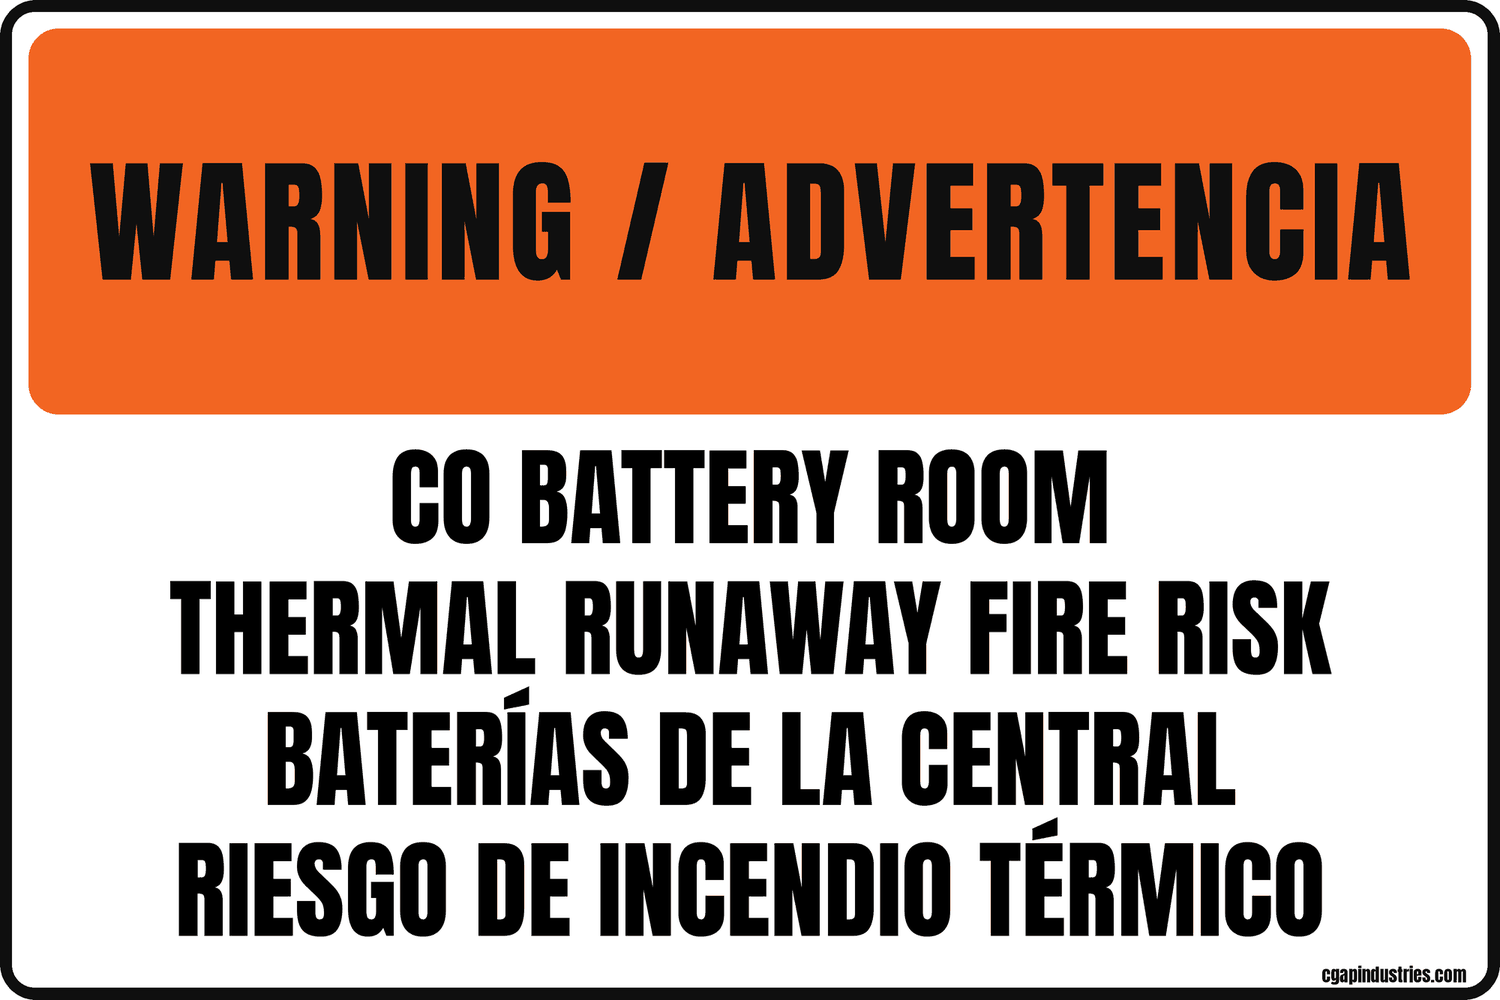 WARNING / ADVERTENCIA
CO BATTERY ROOM
THERMAL RUNAWAY FIRE RISK
BATERÍAS DE LA CENTRAL
RIESGO DE INCENDIO TÉRMICO
cgapindustries.com